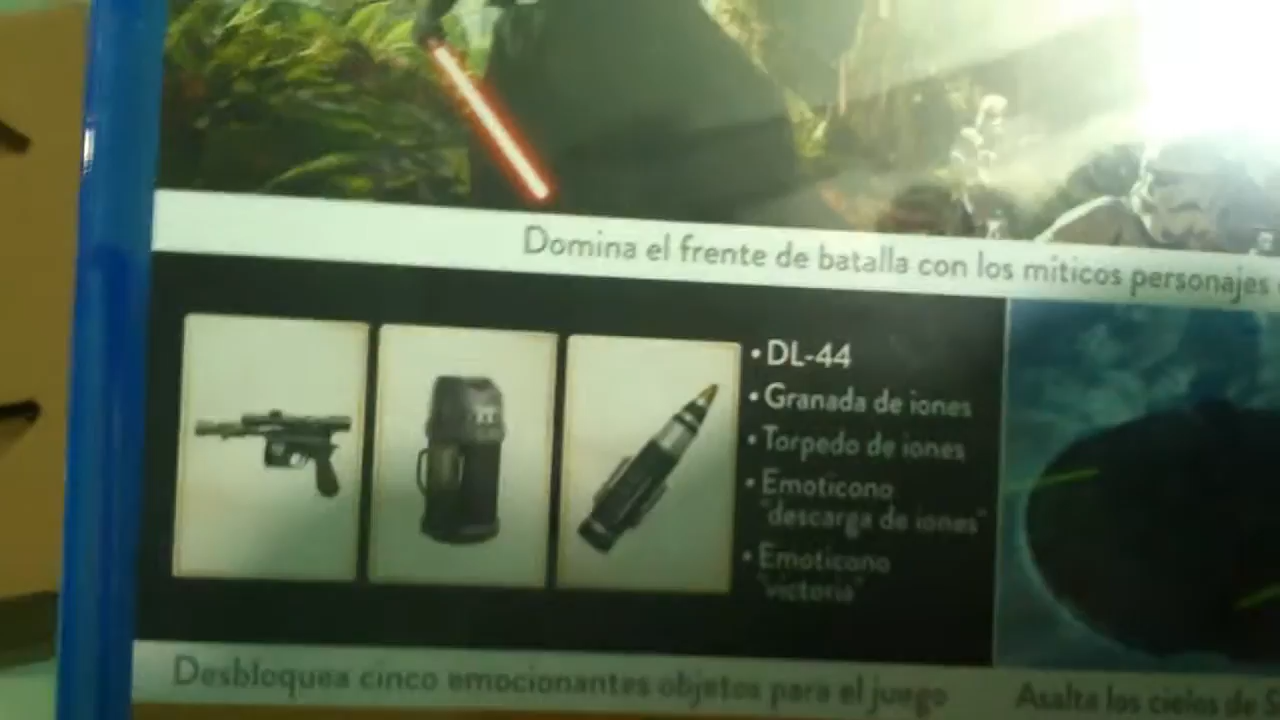 Domina el frente de batalla con los míticos personajes
• DL-44
• Granada de iones
• Torpedo de iones
• Emoticono
"descarga de iones"
• Emoticono
"victoria"
Desbloquea cinco emocionantes objetos para el juego
Asalta los cielos de